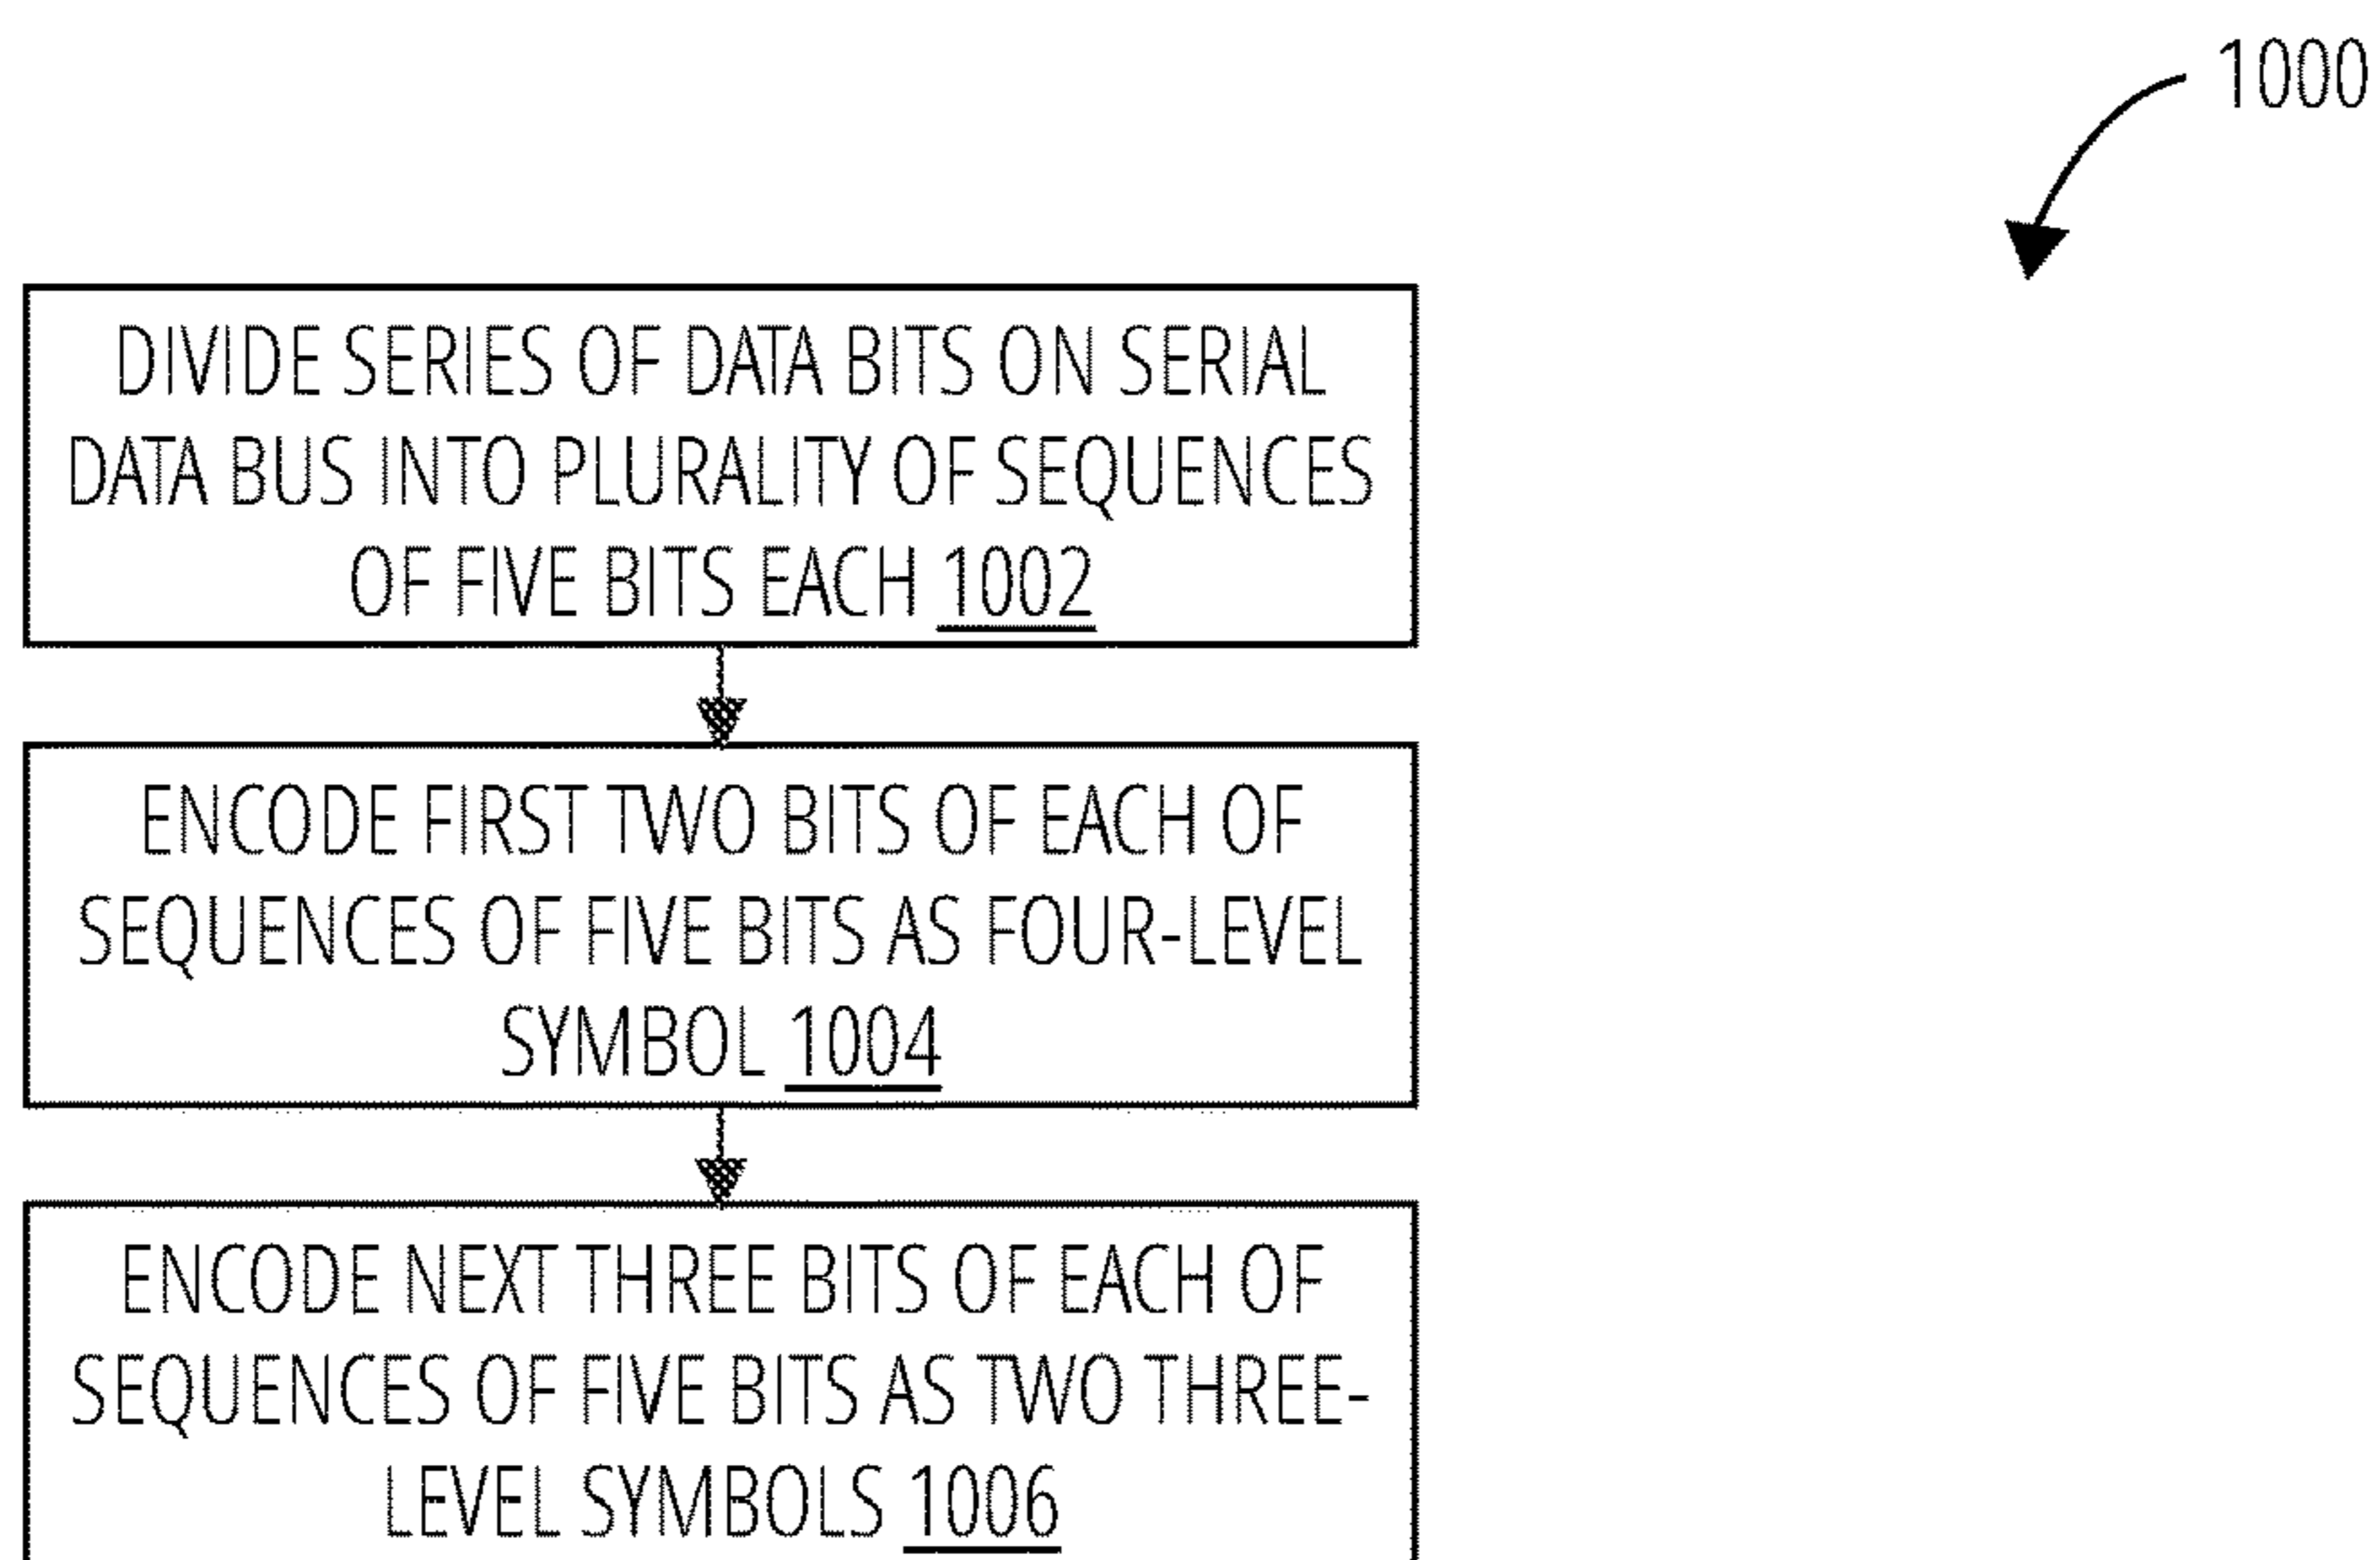 1000
DIVIDE SERIES OF DATA BITS ON SERIAL
DATA BUS INTO PLURALITY OF SEQUENCES
OF FIVE BITS EACH 1002
ENCODE FIRST TWO BITS OF EACH OF
SEQUENCES OF FIVE BITS AS FOUR-LEVEL
SYMBOL 1004
ENCODE NEXT THREE BITS OF EACH OF
SEQUENCES OF FIVE BITS AS TWO THREE-
LEVEL SYMBOLS 1006